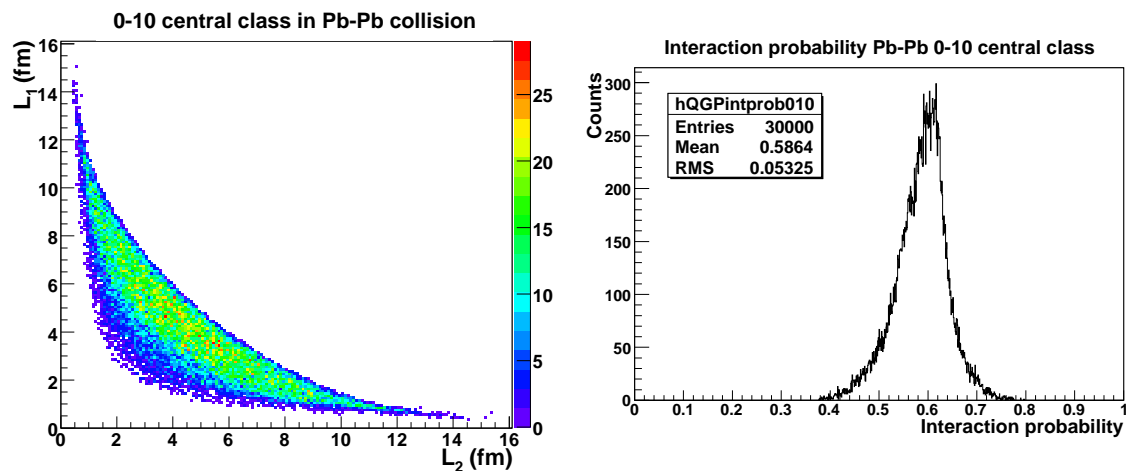 0-10 central class in Pb-Pb collision
L1 (fm)
16
14
12
10
8
6
4
2
0
0 2 4 6 8 10 12 14 16
L2 (fm)
25
20
15
10
5
0
Interaction probability Pb-Pb 0-10 central class
Counts
300
250
200
150
100
50
0
hQGPintprob010
Entries 30000
Mean 0.5864
RMS 0.05325
0 0.1 0.2 0.3 0.4 0.5 0.6 0.7 0.8 0.9 1
Interaction probability